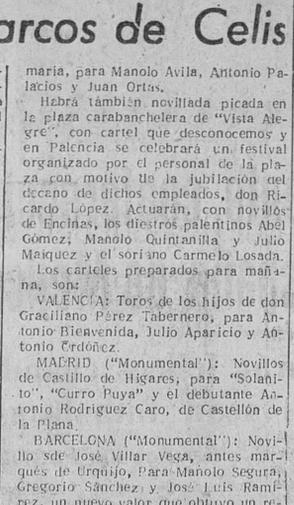 arcos de Celis
maria, para Manolo Avila, Antonio Pa-
lacios y Juan Ortas.
Habrá también novillada picada en
la plaza carabanchelera de "Vista Ale-
gre", con cartel que desconocemos y
en Palencia se celebrará un festival
organizado por el personal de la pla-
za con motivo de la jubilación del
decano de dichos empleados, don Ri-
cardo López. Actuarán, con novillos
de Encinas, los diestros palentinos Abel
Gómez, Manolo Quintanilla y Julio
Maiquez y el soriano Carmelo Losada.
Los carteles preparados para maña-
na, son:
VALENCIA: Toros de los hijos de don
Graciliano Pérez Tabernero, para An-
tonio Bienvenida, Julio Aparicio y An-
tonio Ordóñez.
MADRID ("Monumental"): Novillos
de Castillo de Higares, para "Solani-
to", "Curro Puya" y el debutante An-
tonio Rodríguez Caro, de Castellón de
la Plana.
BARCELONA ("Monumental"): Novi-
llo sde José Villar Vega, antes mar-
qués de Urquijo, Para Manolo Segura,
Gregorio Sánchez y José Luis Ramí-
rez, un nuevo valor que obtuvo un re-